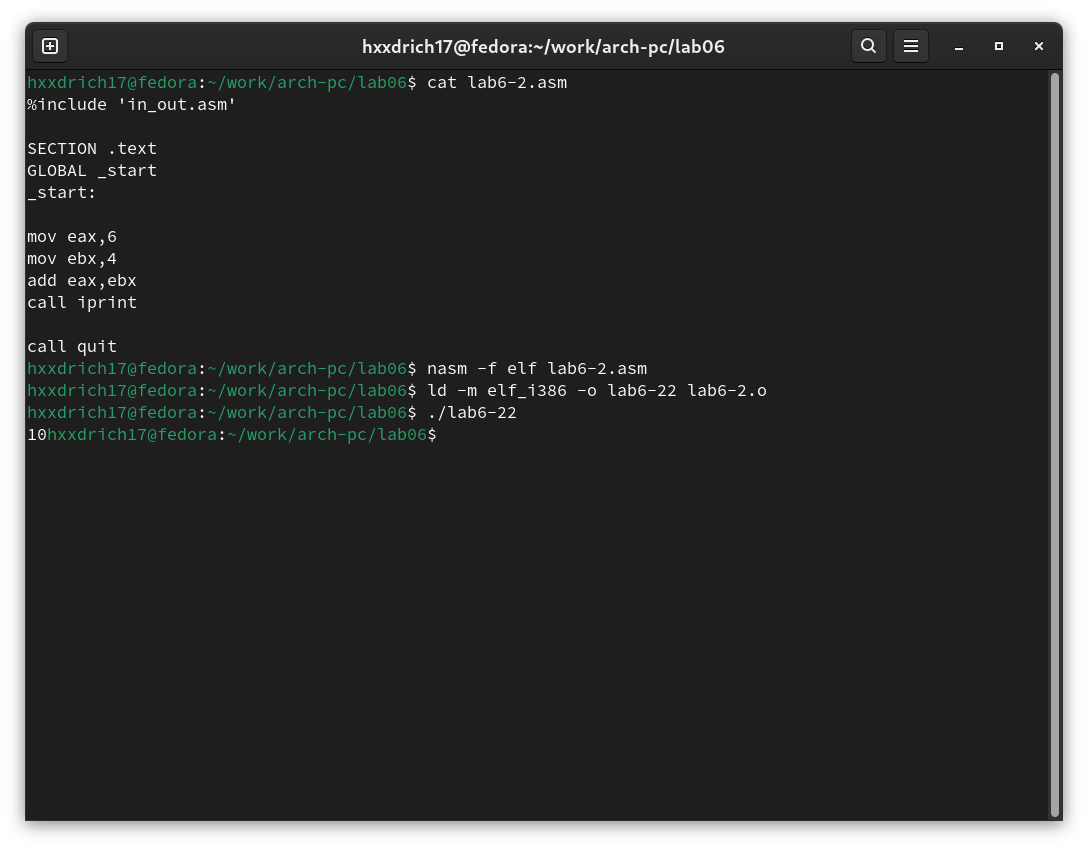 hxxdrich17@fedora:~/work/arch-pc/lab06
hxxdrich17@fedora:~/work/arch-pc/lab06$ cat lab6-2.asm
%include 'in_out.asm'
SECTION .text
GLOBAL _start
_start:
mov eax,6
mov ebx,4
add eax,ebx
call iprint
call quit
hxxdrich17@fedora:~/work/arch-pc/lab06$ nasm -f elf lab6-2.asm
hxxdrich17@fedora:~/work/arch-pc/lab06$ ld -m elf_i386 -o lab6-22 lab6-2.o
hxxdrich17@fedora:~/work/arch-pc/lab06$ ./lab6-22
10hxxdrich17@fedora:~/work/arch-pc/lab06$